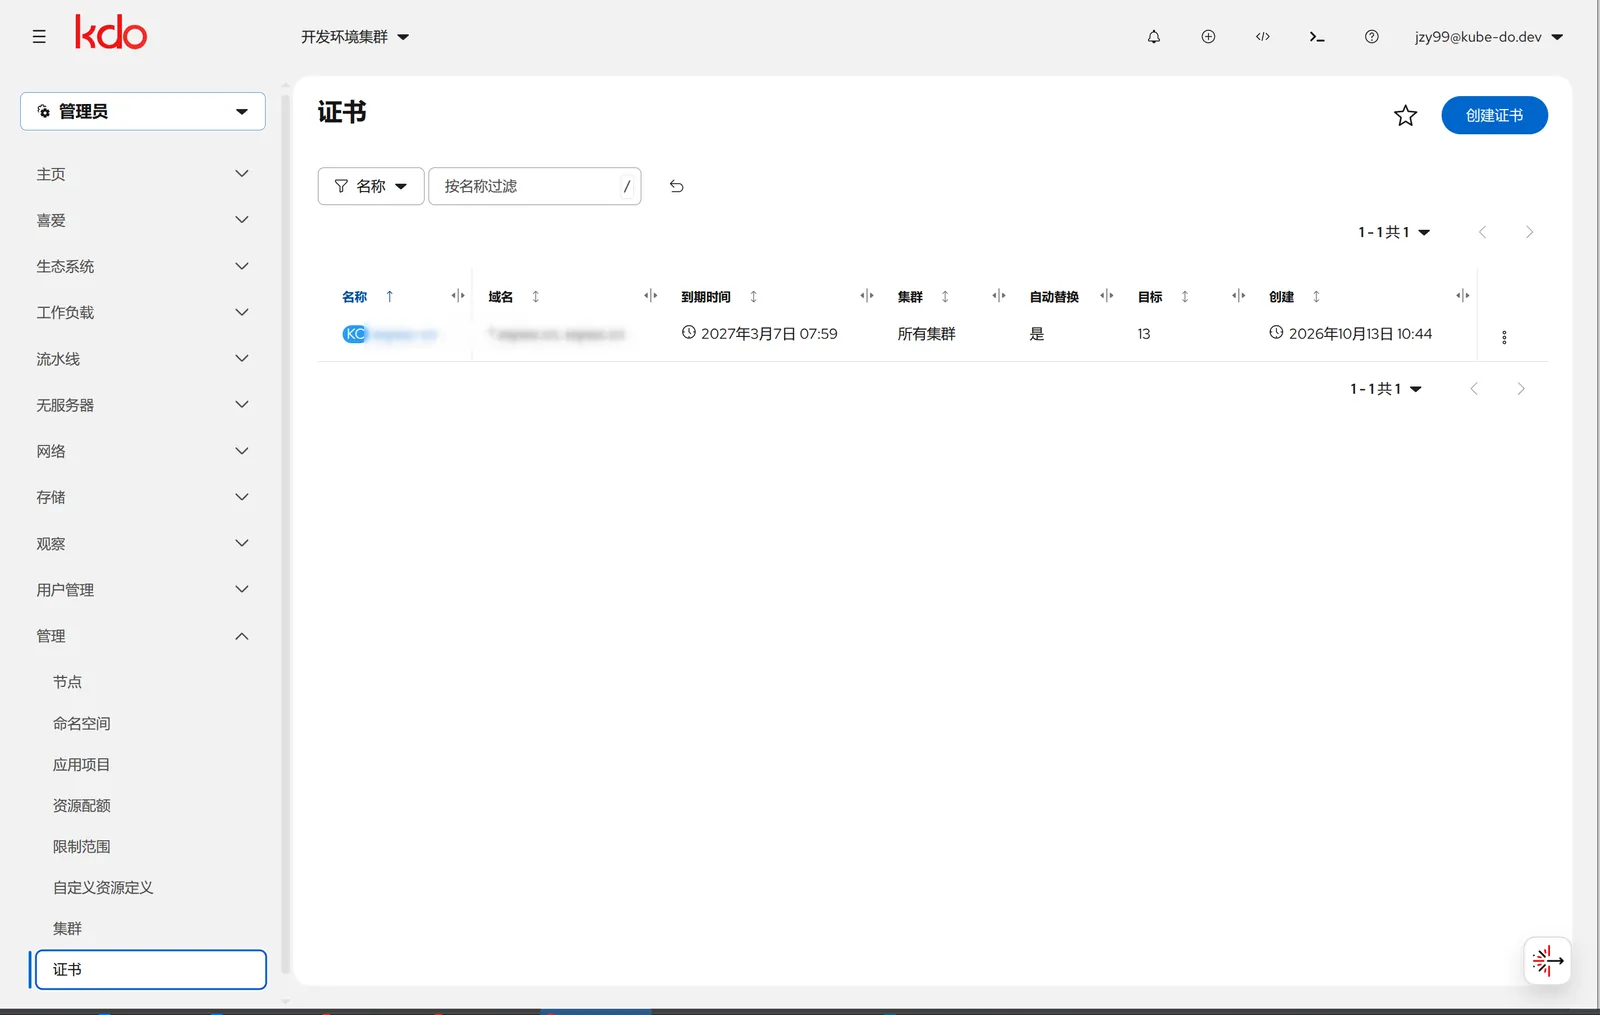 kdo
开发环境集群
jzy99@kube-do.dev
管理员
主页
喜爱
生态系统
工作负载
流水线
无服务器
网络
存储
观察
用户管理
管理
节点
命名空间
应用项目
资源配额
限制范围
自定义资源定义
集群
证书
证书
创建证书
名称
按名称过滤 /
1-1共1
名称 域名 到期时间 集群 自动替换 目标 创建
KC 2027年3月7日 07:59 所有集群 是 13 2026年10月13日 10:44
1-1共1